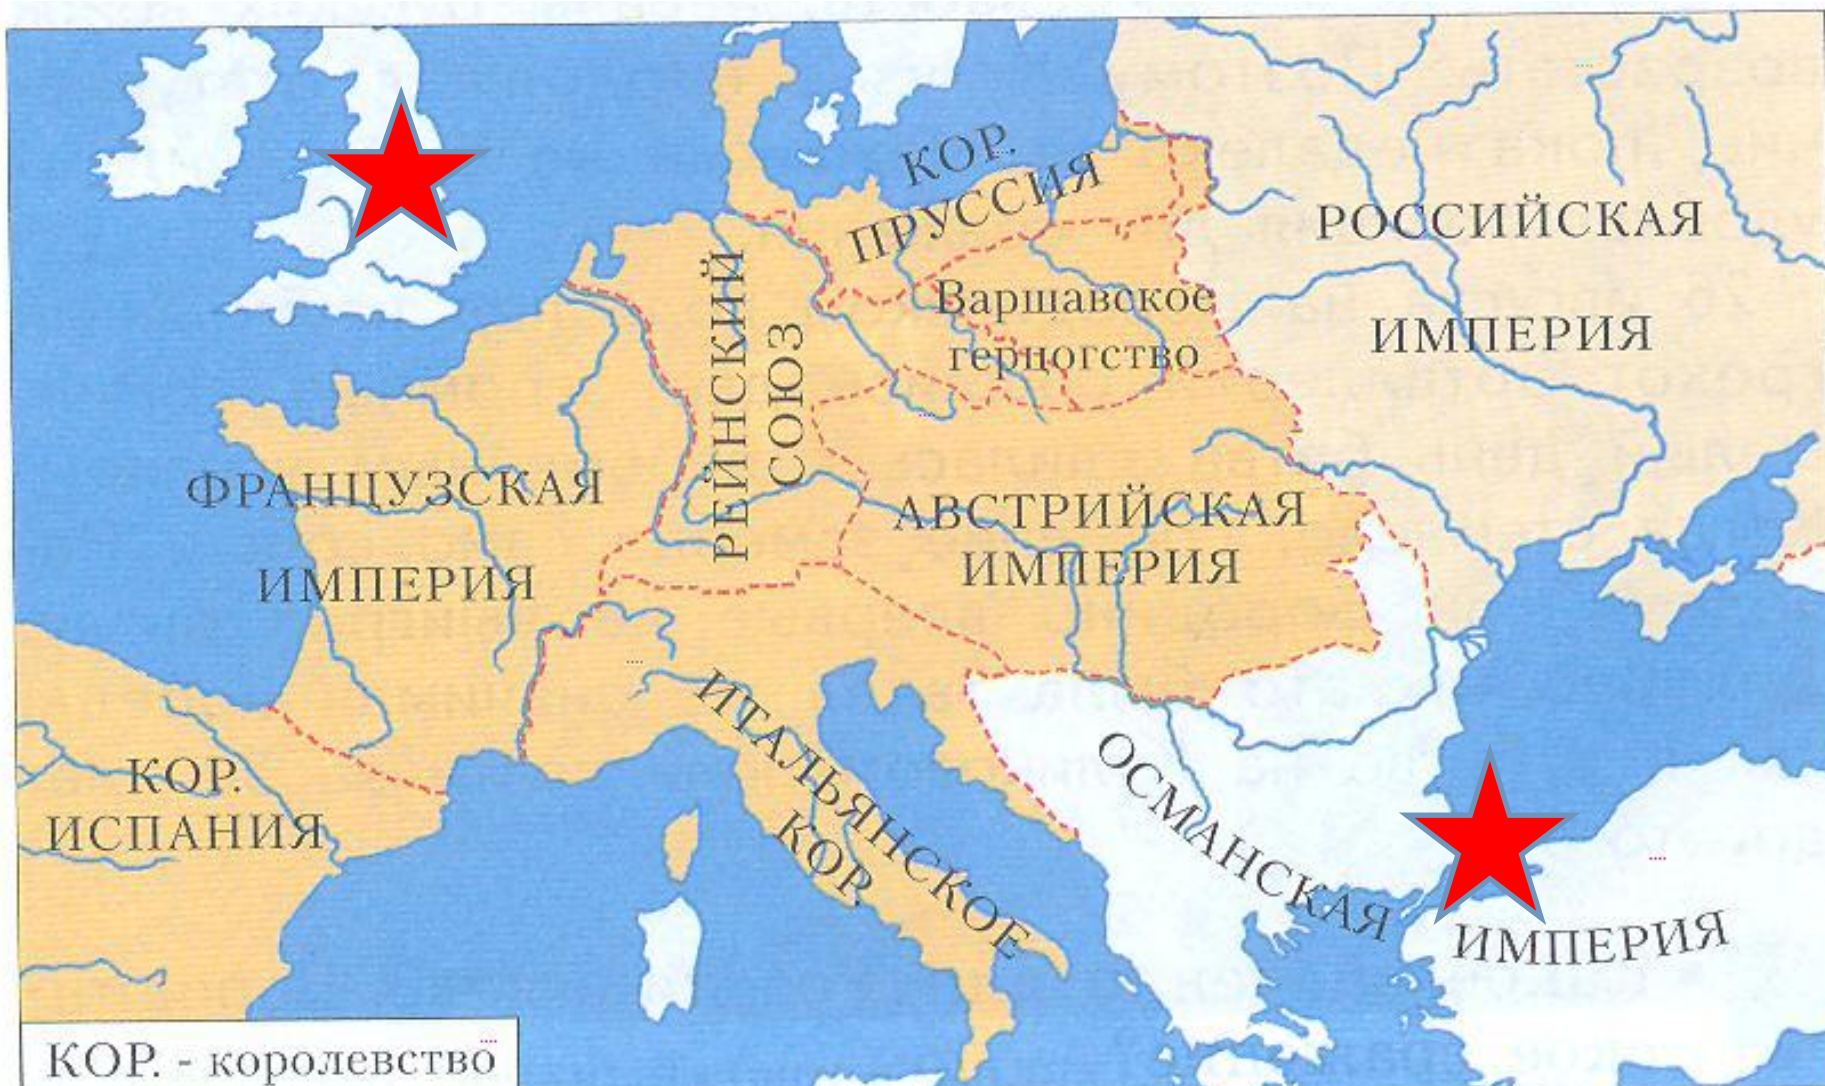 КОР.
ПРУССИЯ
РОССИЙСКАЯ
ИМПЕРИЯ
РЕЙНСКИЙ
СОЮЗ
Варшавское
герцогство
ФРАНЦУЗСКАЯ
ИМПЕРИЯ
АВСТРИЙСКАЯ
ИМПЕРИЯ
ИТАЛЬЯНСКОЕ
КОР.
КОР.
ИСПАНИЯ
ОСМАНСКАЯ
ИМПЕРИЯ
КОР. - королевство